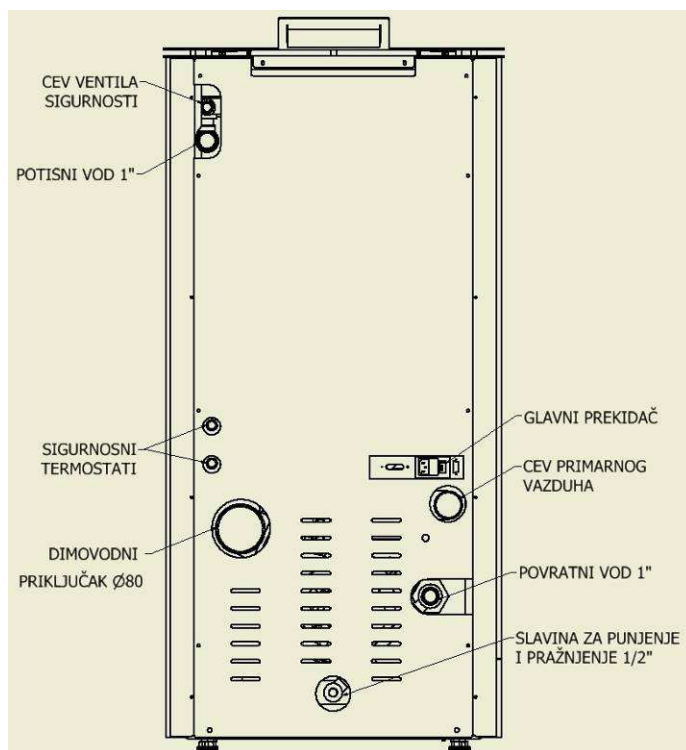 CEV VENTILA
SIGURNOSTI
POTISNI VOD 1"
SIGURNOSNI
TERMOSTATI
DIMOVODNI
PRIKLJUČAK Ø80
GLAVNI PREKIDAČ
CEV PRIMARNOG
VAZDUHA
POVRATNI VOD 1"
SLAVINA ZA PUNJENJE
I PRAŽNJENJE 1/2"